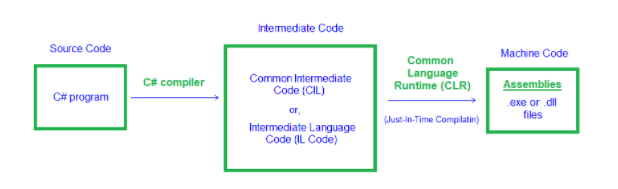 Intermediate Code
Source Code
C# program
C# compiler
Common Intermediate
Code (CIL)
or,
Intermediate Language
Code (IL Code)
Common
Language
Runtime (CLR)
(Just-In-Time Compilatin)
Machine Code
Assemblies
.exe or .dll
files